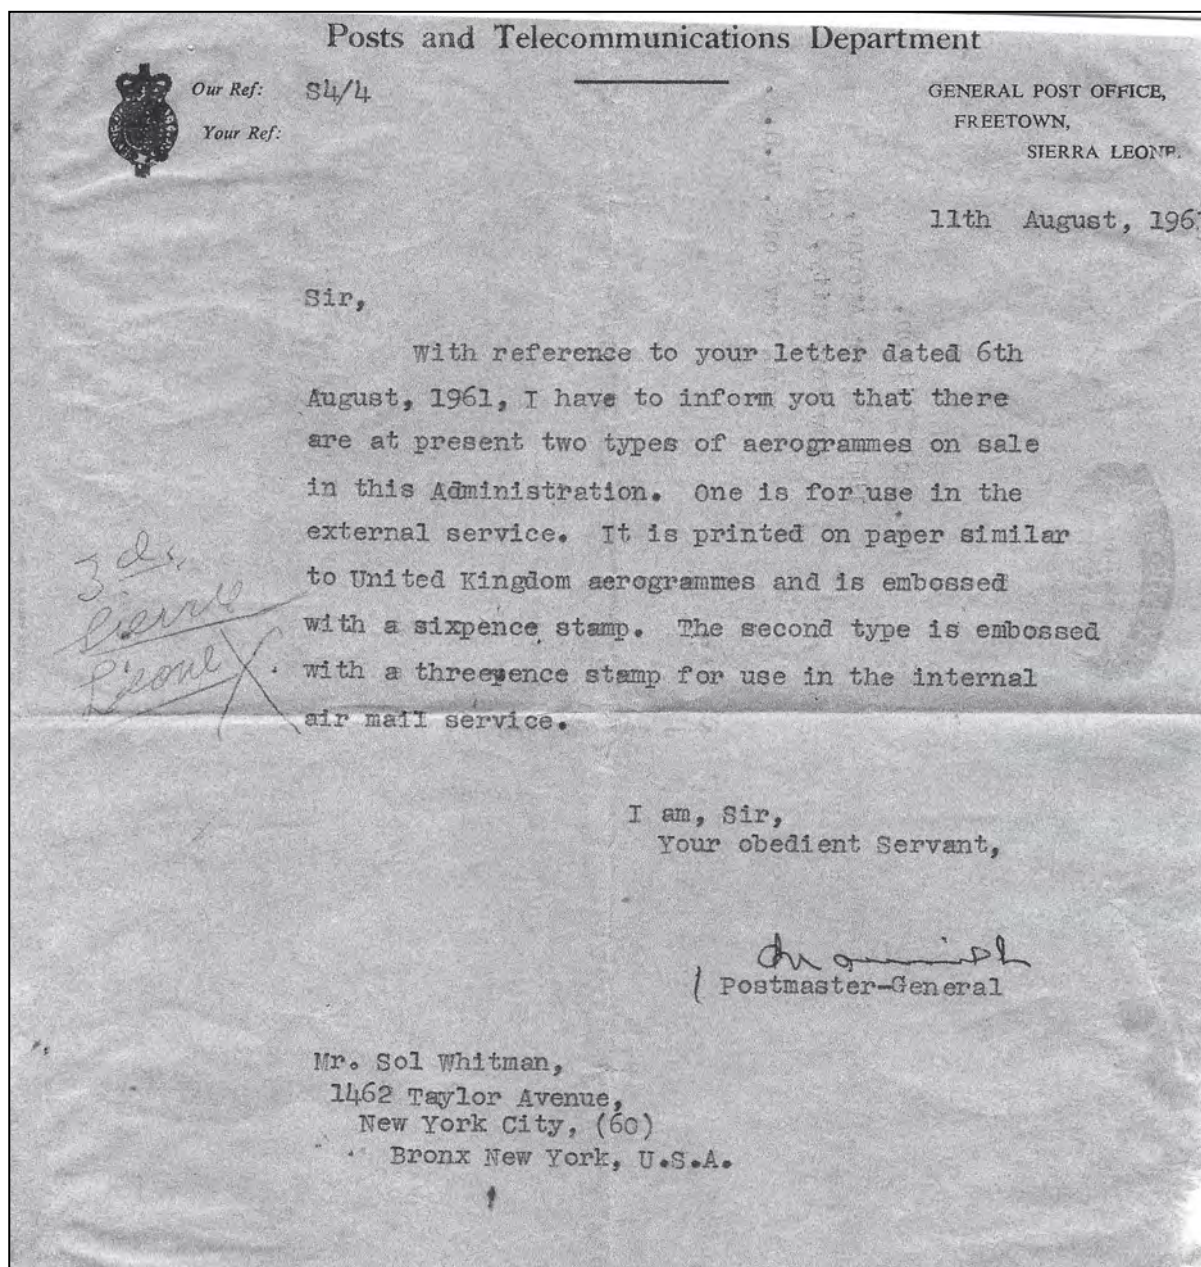 Posts and Telecommunications Department
Our Ref: S4/4
Your Ref:
GENERAL POST OFFICE,
FREETOWN,
SIERRA LEONE.
11th August, 196
Sir,
With reference to your letter dated 6th
August, 1961, I have to inform you that there
are at present two types of aerogrammes on sale
in this Administration. One is for use in the
external service. It is printed on paper similar
to United Kingdom aerogrammes and is embossed
with a sixpence stamp. The second type is embossed
with a threepence stamp for use in the internal
air mail service.
3 ds.
Leone
I am, Sir,
Your obedient Servant,
Postmaster-General
Mr. Sol Whitman,
1462 Taylor Avenue,
New York City, (60)
Bronx New York, U.S.A.